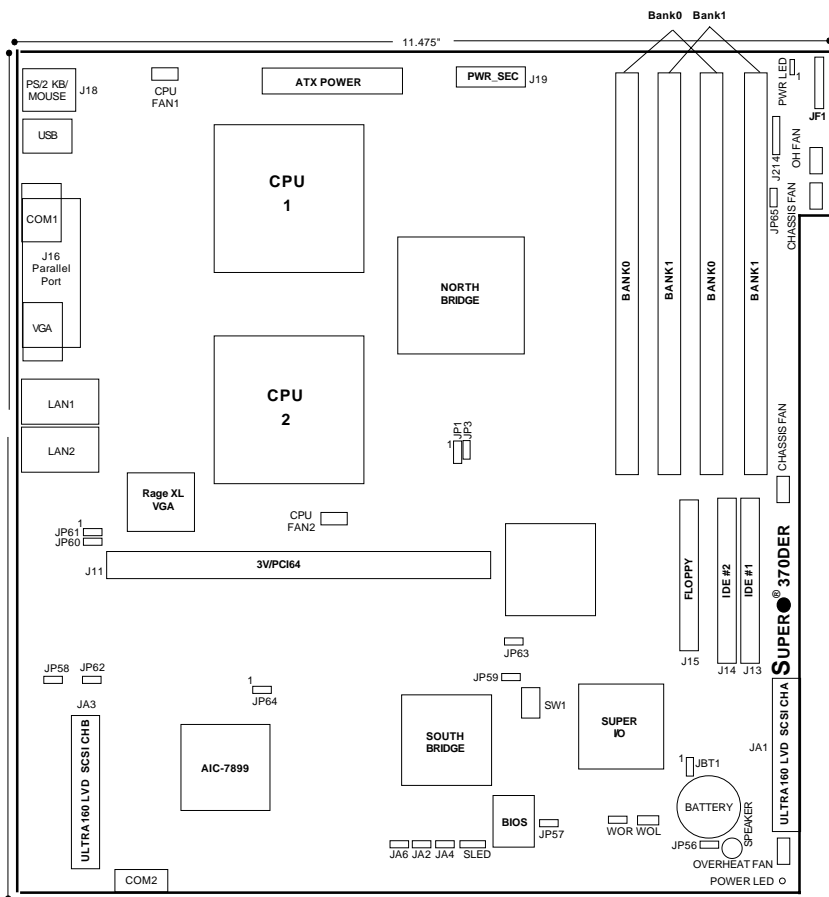 Bank0 Bank1
11.475"
PS/2 KB/
MOUSE
J18
CPU
FAN1
ATX POWER
PWR_SEC
J19
PWR LED
1
JF1
USB
OH FAN
J214
CPU
1
JP65
CHASSIS FAN
COM1
J16
Parallel
Port
NORTH
BRIDGE
BANK0
BANK1
BANK0
BANK1
VGA
LAN1
CPU
2
LAN2
1
JP1
JP3
CHASSIS FAN
Rage XL
VGA
CPU
FAN2
1
JP61
JP60
J11
3V/PCI64
FLOPPY
IDE #2
IDE #1
SUPER® 370DER
JP63
J15
J14
J13
JP58
JP62
JP59
1
JP64
SW1
JA3
ULTRA160 LVD SCSI CHB
AIC-7899
SOUTH
BRIDGE
SUPER
I/O
JA1
ULTRA160 LVD SCSI CHA
1
JBT1
BATTERY
BIOS
JP57
WOR
WOL
SPEAKER
JP56
JA6
JA2
JA4
SLED
OVERHEAT FAN
COM2
POWER LED